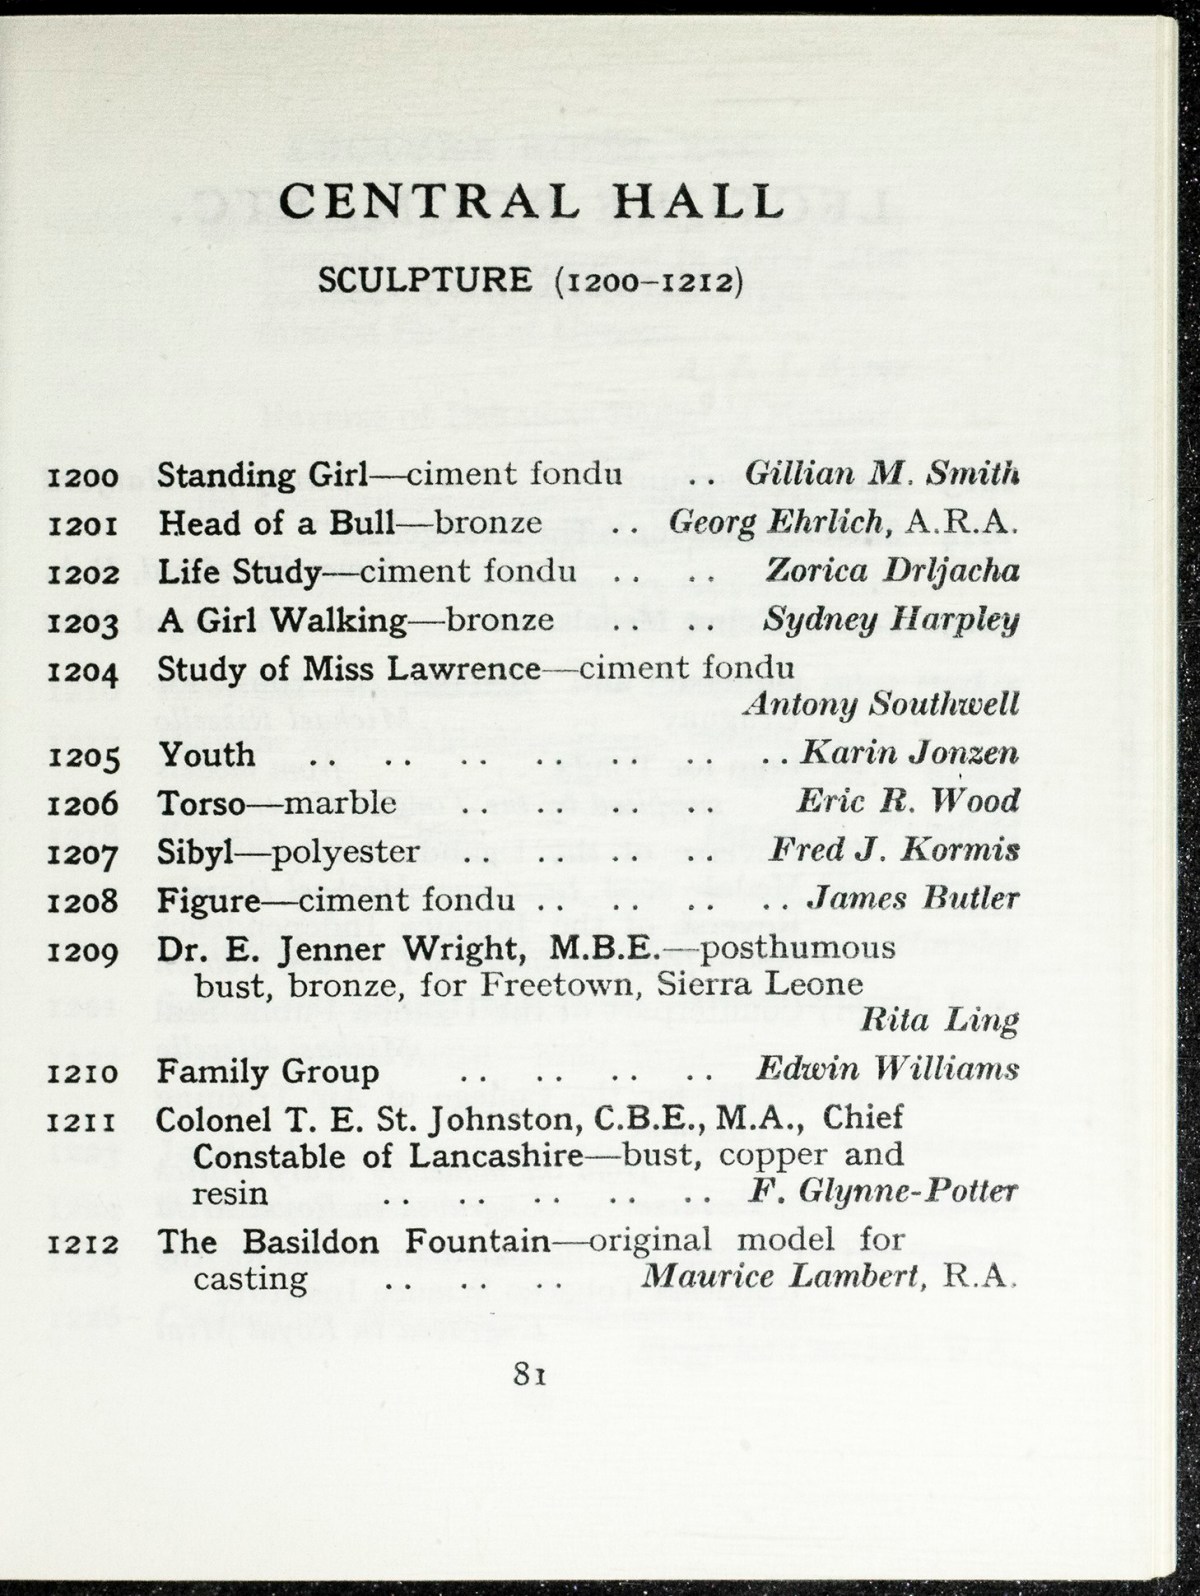 CENTRAL HALL
SCULPTURE (1200–1212)
1200 Standing Girl—ciment fondu .. Gillian M. Smith
1201 Head of a Bull—bronze .. Georg Ehrlich, A.R.A.
1202 Life Study—ciment fondu .. .. Zorica Drljacha
1203 A Girl Walking—bronze .. .. Sydney Harpley
1204 Study of Miss Lawrence—ciment fondu
Antony Southwell
1205 Youth .. .. .. .. .. .. .. Karin Jonzen
1206 Torso—marble .. .. .. .. Eric R. Wood
1207 Sibyl—polyester .. .. .. .. Fred J. Kormis
1208 Figure—ciment fondu .. .. .. .. James Butler
1209 Dr. E. Jenner Wright, M.B.E.—posthumous
bust, bronze, for Freetown, Sierra Leone
Rita Ling
1210 Family Group .. .. .. .. Edwin Williams
1211 Colonel T. E. St. Johnston, C.B.E., M.A., Chief
Constable of Lancashire—bust, copper and
resin .. .. .. .. .. F. Glynne-Potter
1212 The Basildon Fountain—original model for
casting .. .. .. Maurice Lambert, R.A.
81